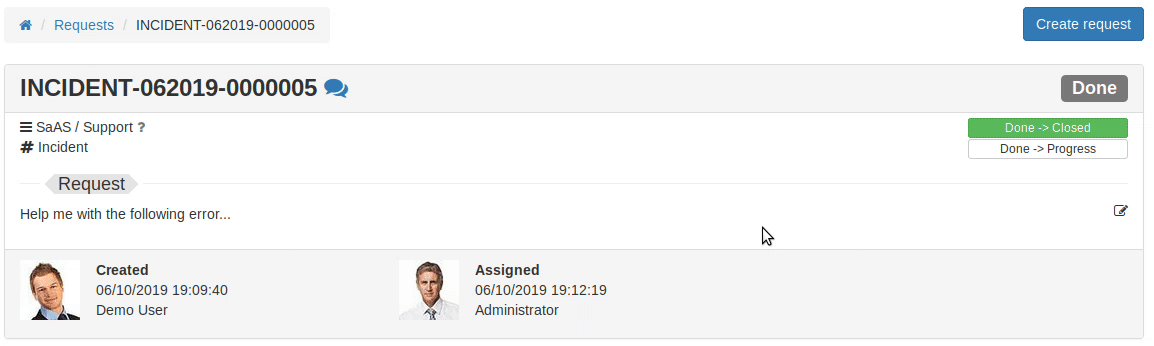 / Requests / INCIDENT-062019-0000005
Create request
INCIDENT-062019-0000005
Done
SaAS / Support ?
Done -> Closed
# Incident
Done -> Progress
Request
Help me with the following error...
Created
06/10/2019 19:09:40
Demo User
Assigned
06/10/2019 19:12:19
Administrator